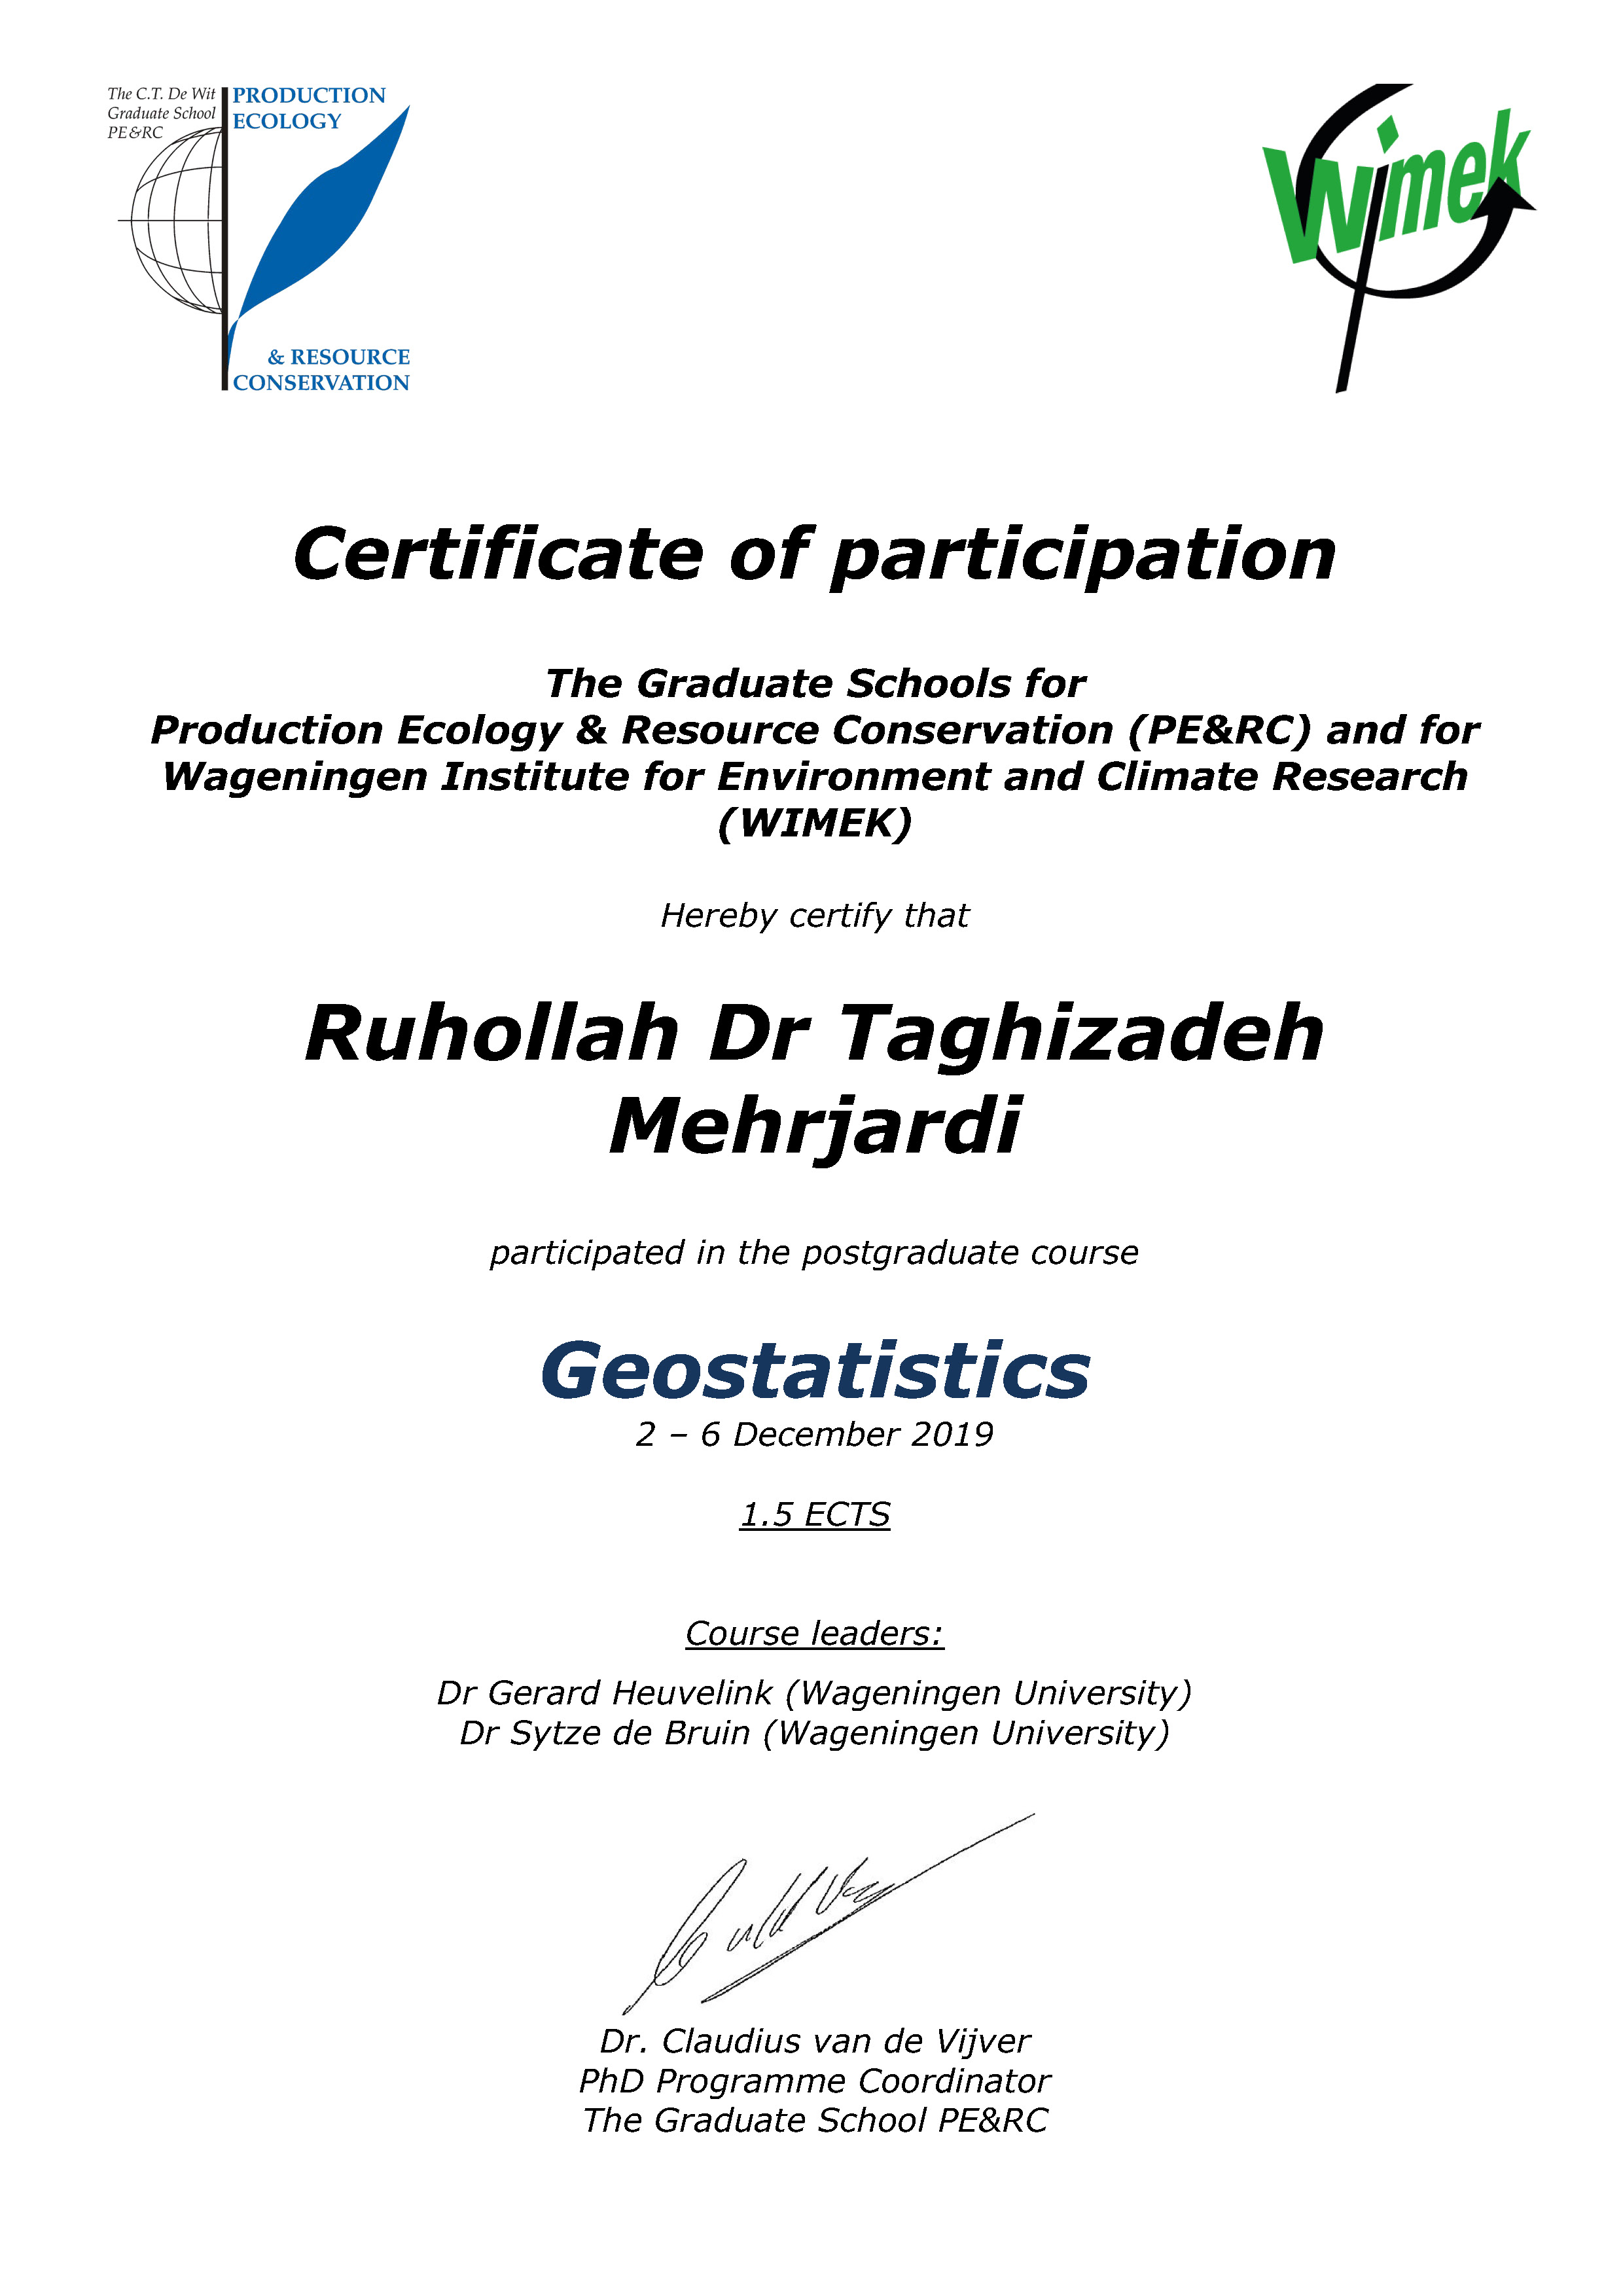 The C.T. De Wit
Graduate School
PE&RC
PRODUCTION
ECOLOGY
& RESOURCE
CONSERVATION
Wimek
Certificate of participation
The Graduate Schools for
Production Ecology & Resource Conservation (PE&RC) and for
Wageningen Institute for Environment and Climate Research
(WIMEK)
Hereby certify that
Ruhollah Dr Taghizadeh
Mehrjardi
participated in the postgraduate course
Geostatistics
2 – 6 December 2019
1.5 ECTS
Course leaders:
Dr Gerard Heuvelink (Wageningen University)
Dr Sytze de Bruin (Wageningen University)
Dr. Claudius van de Vijver
PhD Programme Coordinator
The Graduate School PE&RC